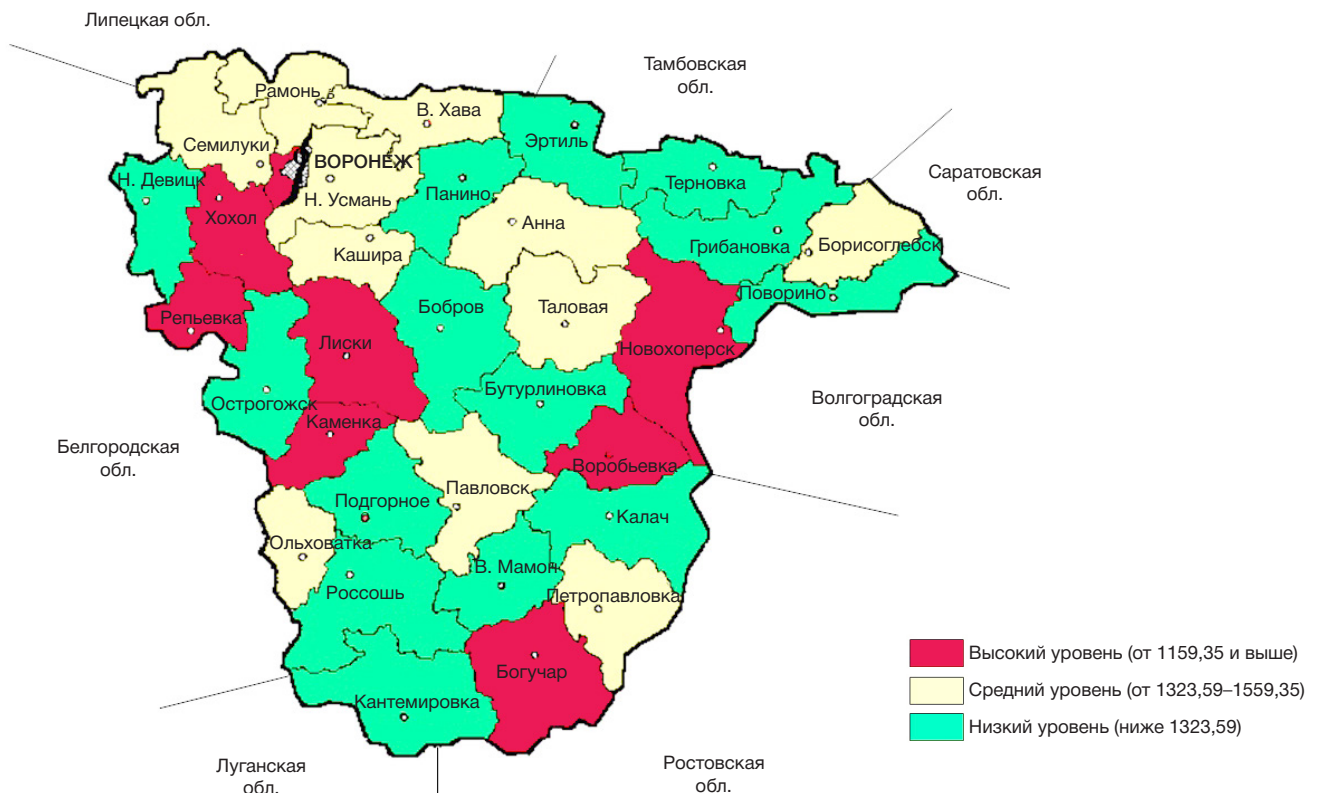 Липецкая обл.
Тамбовская
обл.
Рамонь
В. Хава
Эртиль
Семилуки
ВОРОНЕЖ
Н. Девицк
Панино
Терновка
Саратовская
обл.
Н. Усмань
Хохол
Анна
Грибановка
Борисоглебск
Кашира
Поворино
Бобров
Таловая
Репьевка
Лиски
Новохоперск
Бутурлиновка
Острогожск
Волгоградская
обл.
Каменка
Белгородская
обл.
Воробьевка
Павловск
Подгорное
Калач
Ольховатка
В. Мамон
Россошь
Петропавловка
Богучар
Кантемировка
Высокий уровень (от 1159,35 и выше)
Средний уровень (от 1323,59–1559,35)
Низкий уровень (ниже 1323,59)
Луганская
обл.
Ростовская
обл.